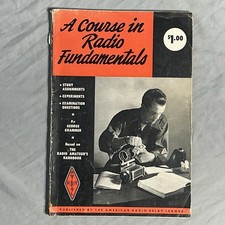 A Course in
Radio
Fundamentals
$1.00
• STUDY
ASSIGNMENTS
• EXPERIMENTS
• EXAMINATION
QUESTIONS
By
GEORGE
GRAMMER
Based on
THE
RADIO AMATEUR'S
HANDBOOK
PUBLISHED BY THE AMERICAN RADIO RELAY LEAGUE